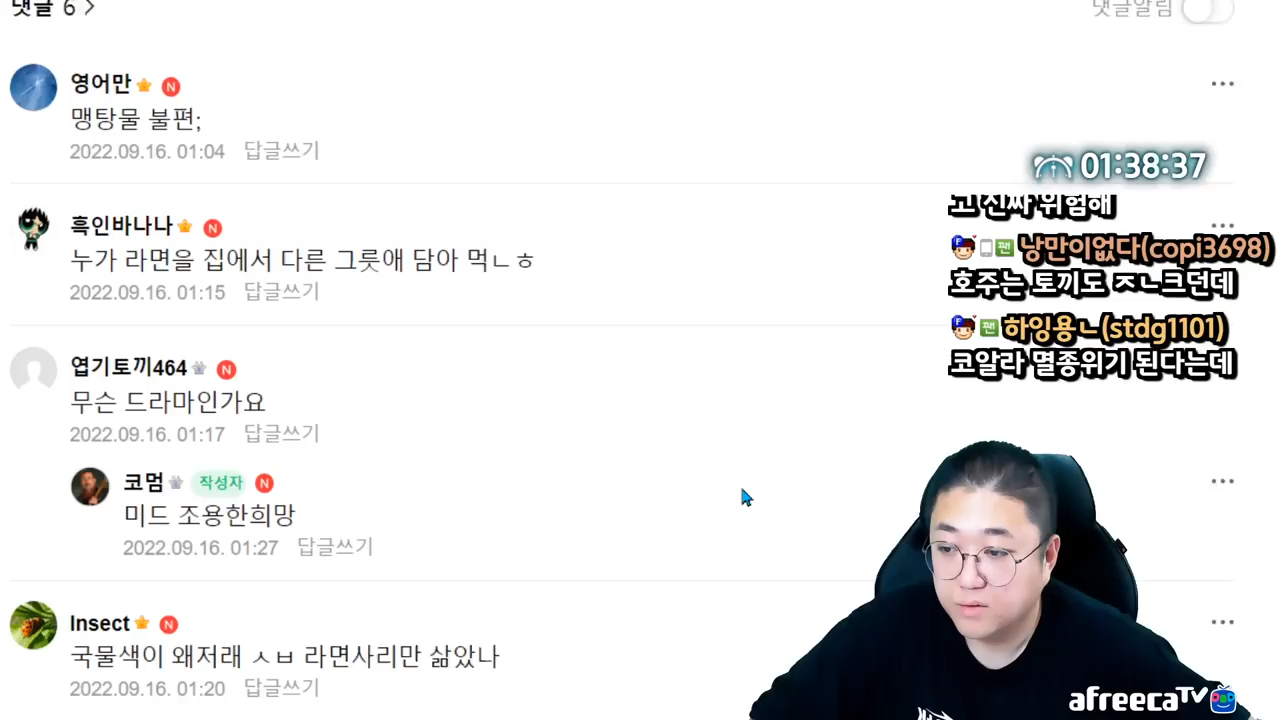 댓글 6
댓글알림
영어만 N
맹탕물 불편;
2022.09.16. 01:04 답글쓰기
흑인바나나 N
누가 라면을 집에서 다른 그릇애 담아 먹ㄴㅎ
2022.09.16. 01:15 답글쓰기
엽기토끼464 N
무슨 드라마인가요
2022.09.16. 01:17 답글쓰기
코멈 작성자 N
미드 조용한희망
2022.09.16. 01:27 답글쓰기
Insect N
국물색이 왜저래 ㅅㅂ 라면사리만 삶았나
2022.09.16. 01:20 답글쓰기
01:38:37
고 진짜 위험해
F 팬 낭만이없다(copi3698)
호주는 토끼도 ㅈㄴ크던데
F 팬 하잉용ㄴ(stdg1101)
코알라 멸종위기 된다는데
afreecaTV